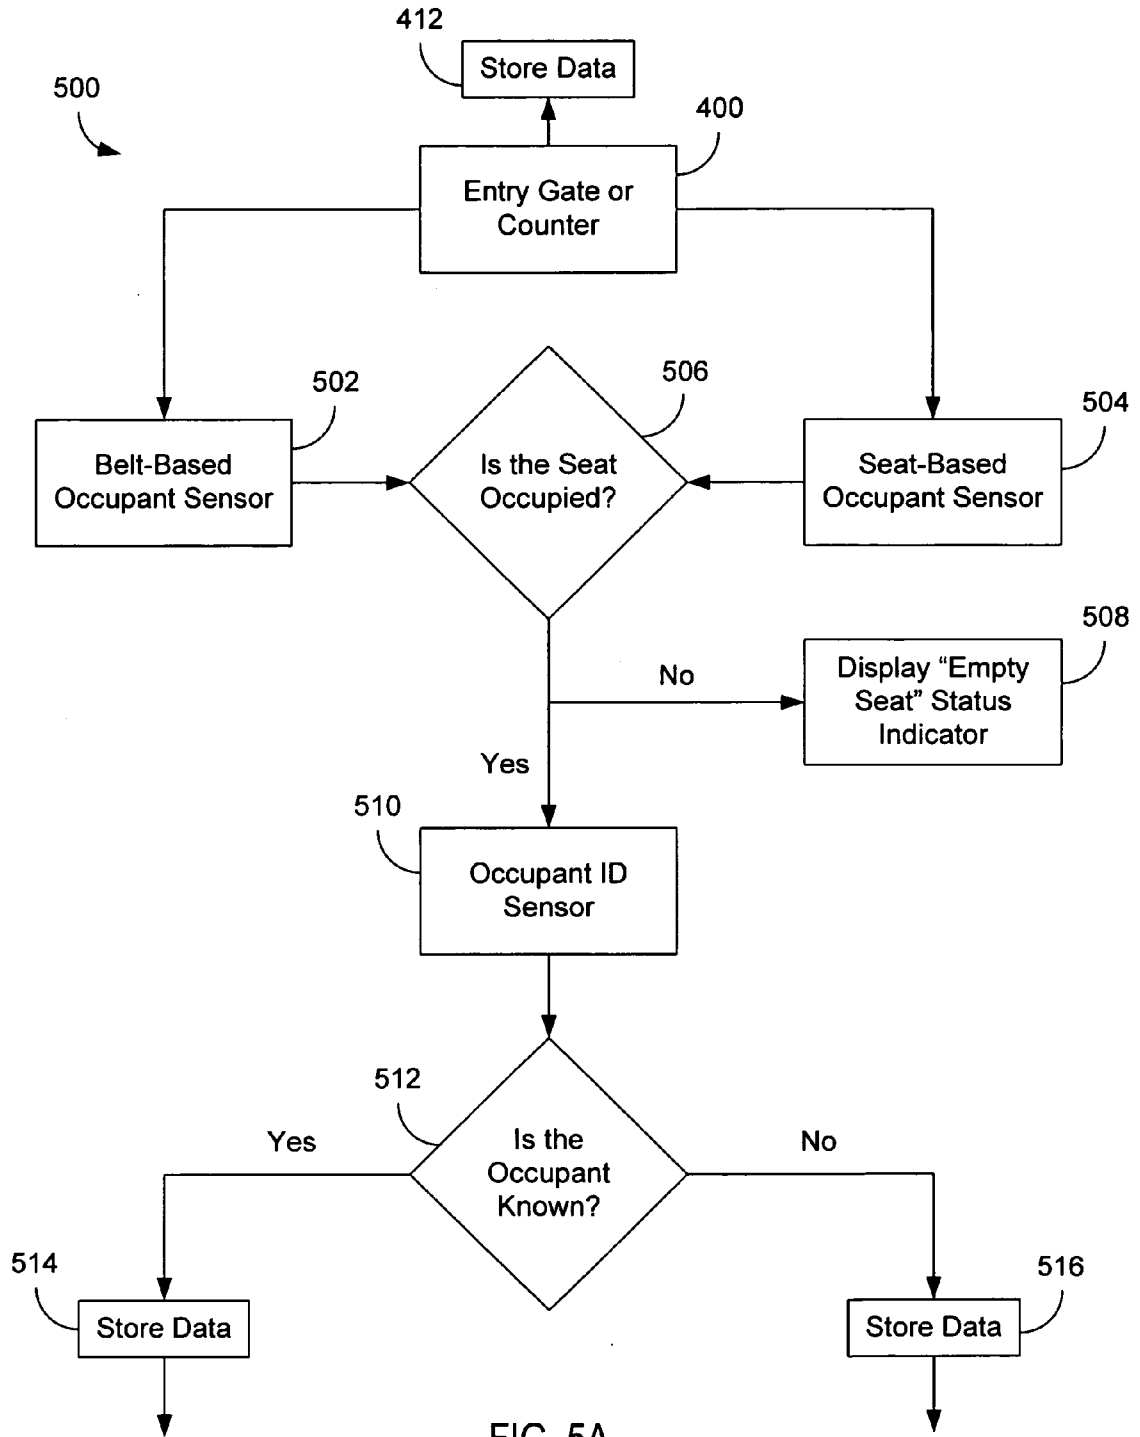 412
Store Data
500
400
Entry Gate or
Counter
502
506
504
Belt-Based
Occupant Sensor
Is the Seat
Occupied?
Seat-Based
Occupant Sensor
508
No
Display “Empty
Seat” Status
Indicator
Yes
510
Occupant ID
Sensor
512
Yes
Is the
Occupant
Known?
No
514
Store Data
516
Store Data
FIG. 5A